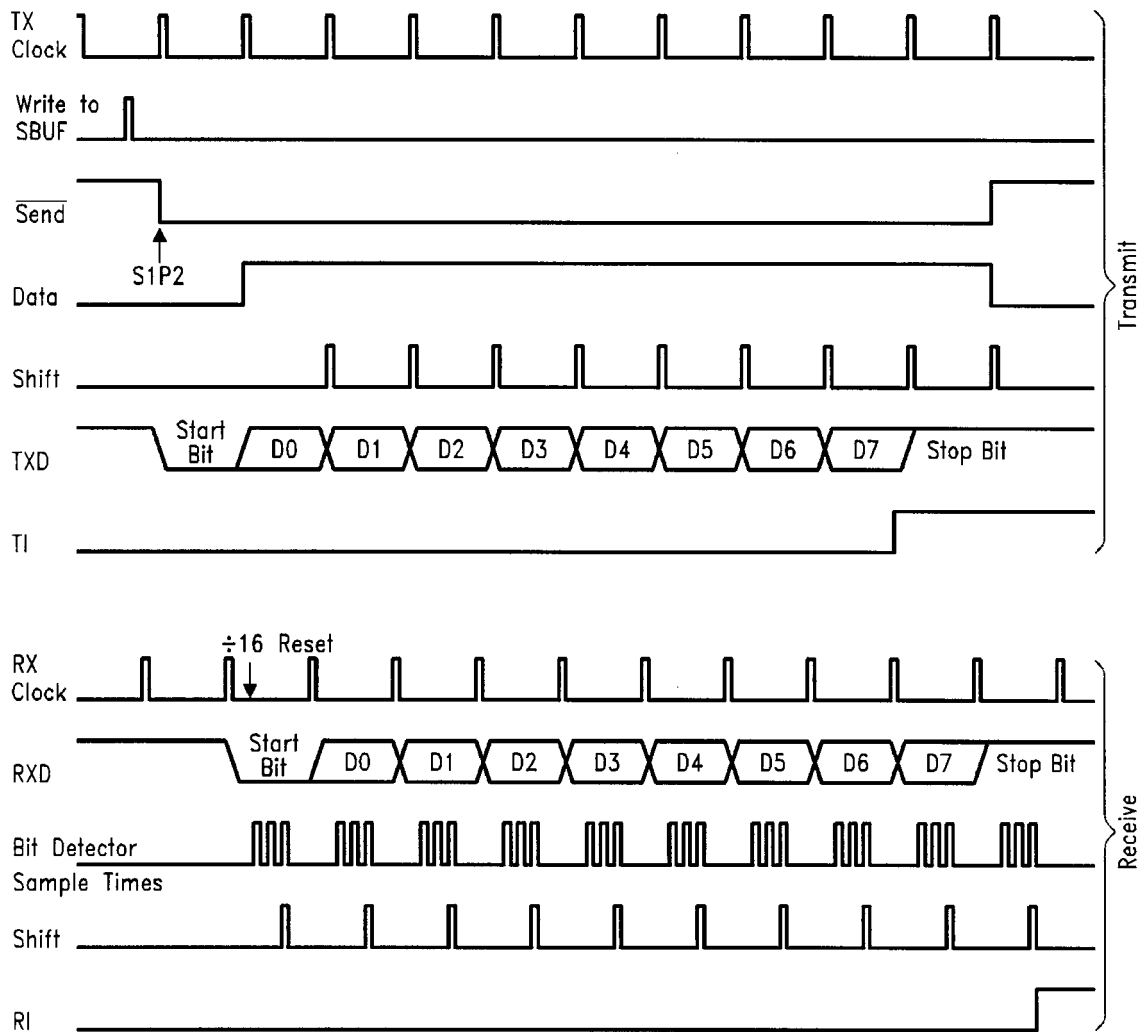 TX
Clock
Write to
SBUF
Send
S1P2
Data
Shift
TXD
Start
Bit
D0 D1 D2 D3 D4 D5 D6 D7 Stop Bit
TI
Transmit
÷16 Reset
RX
Clock
RXD
Start
Bit
D0 D1 D2 D3 D4 D5 D6 D7 Stop Bit
Bit Detector
Sample Times
Shift
RI
Receive